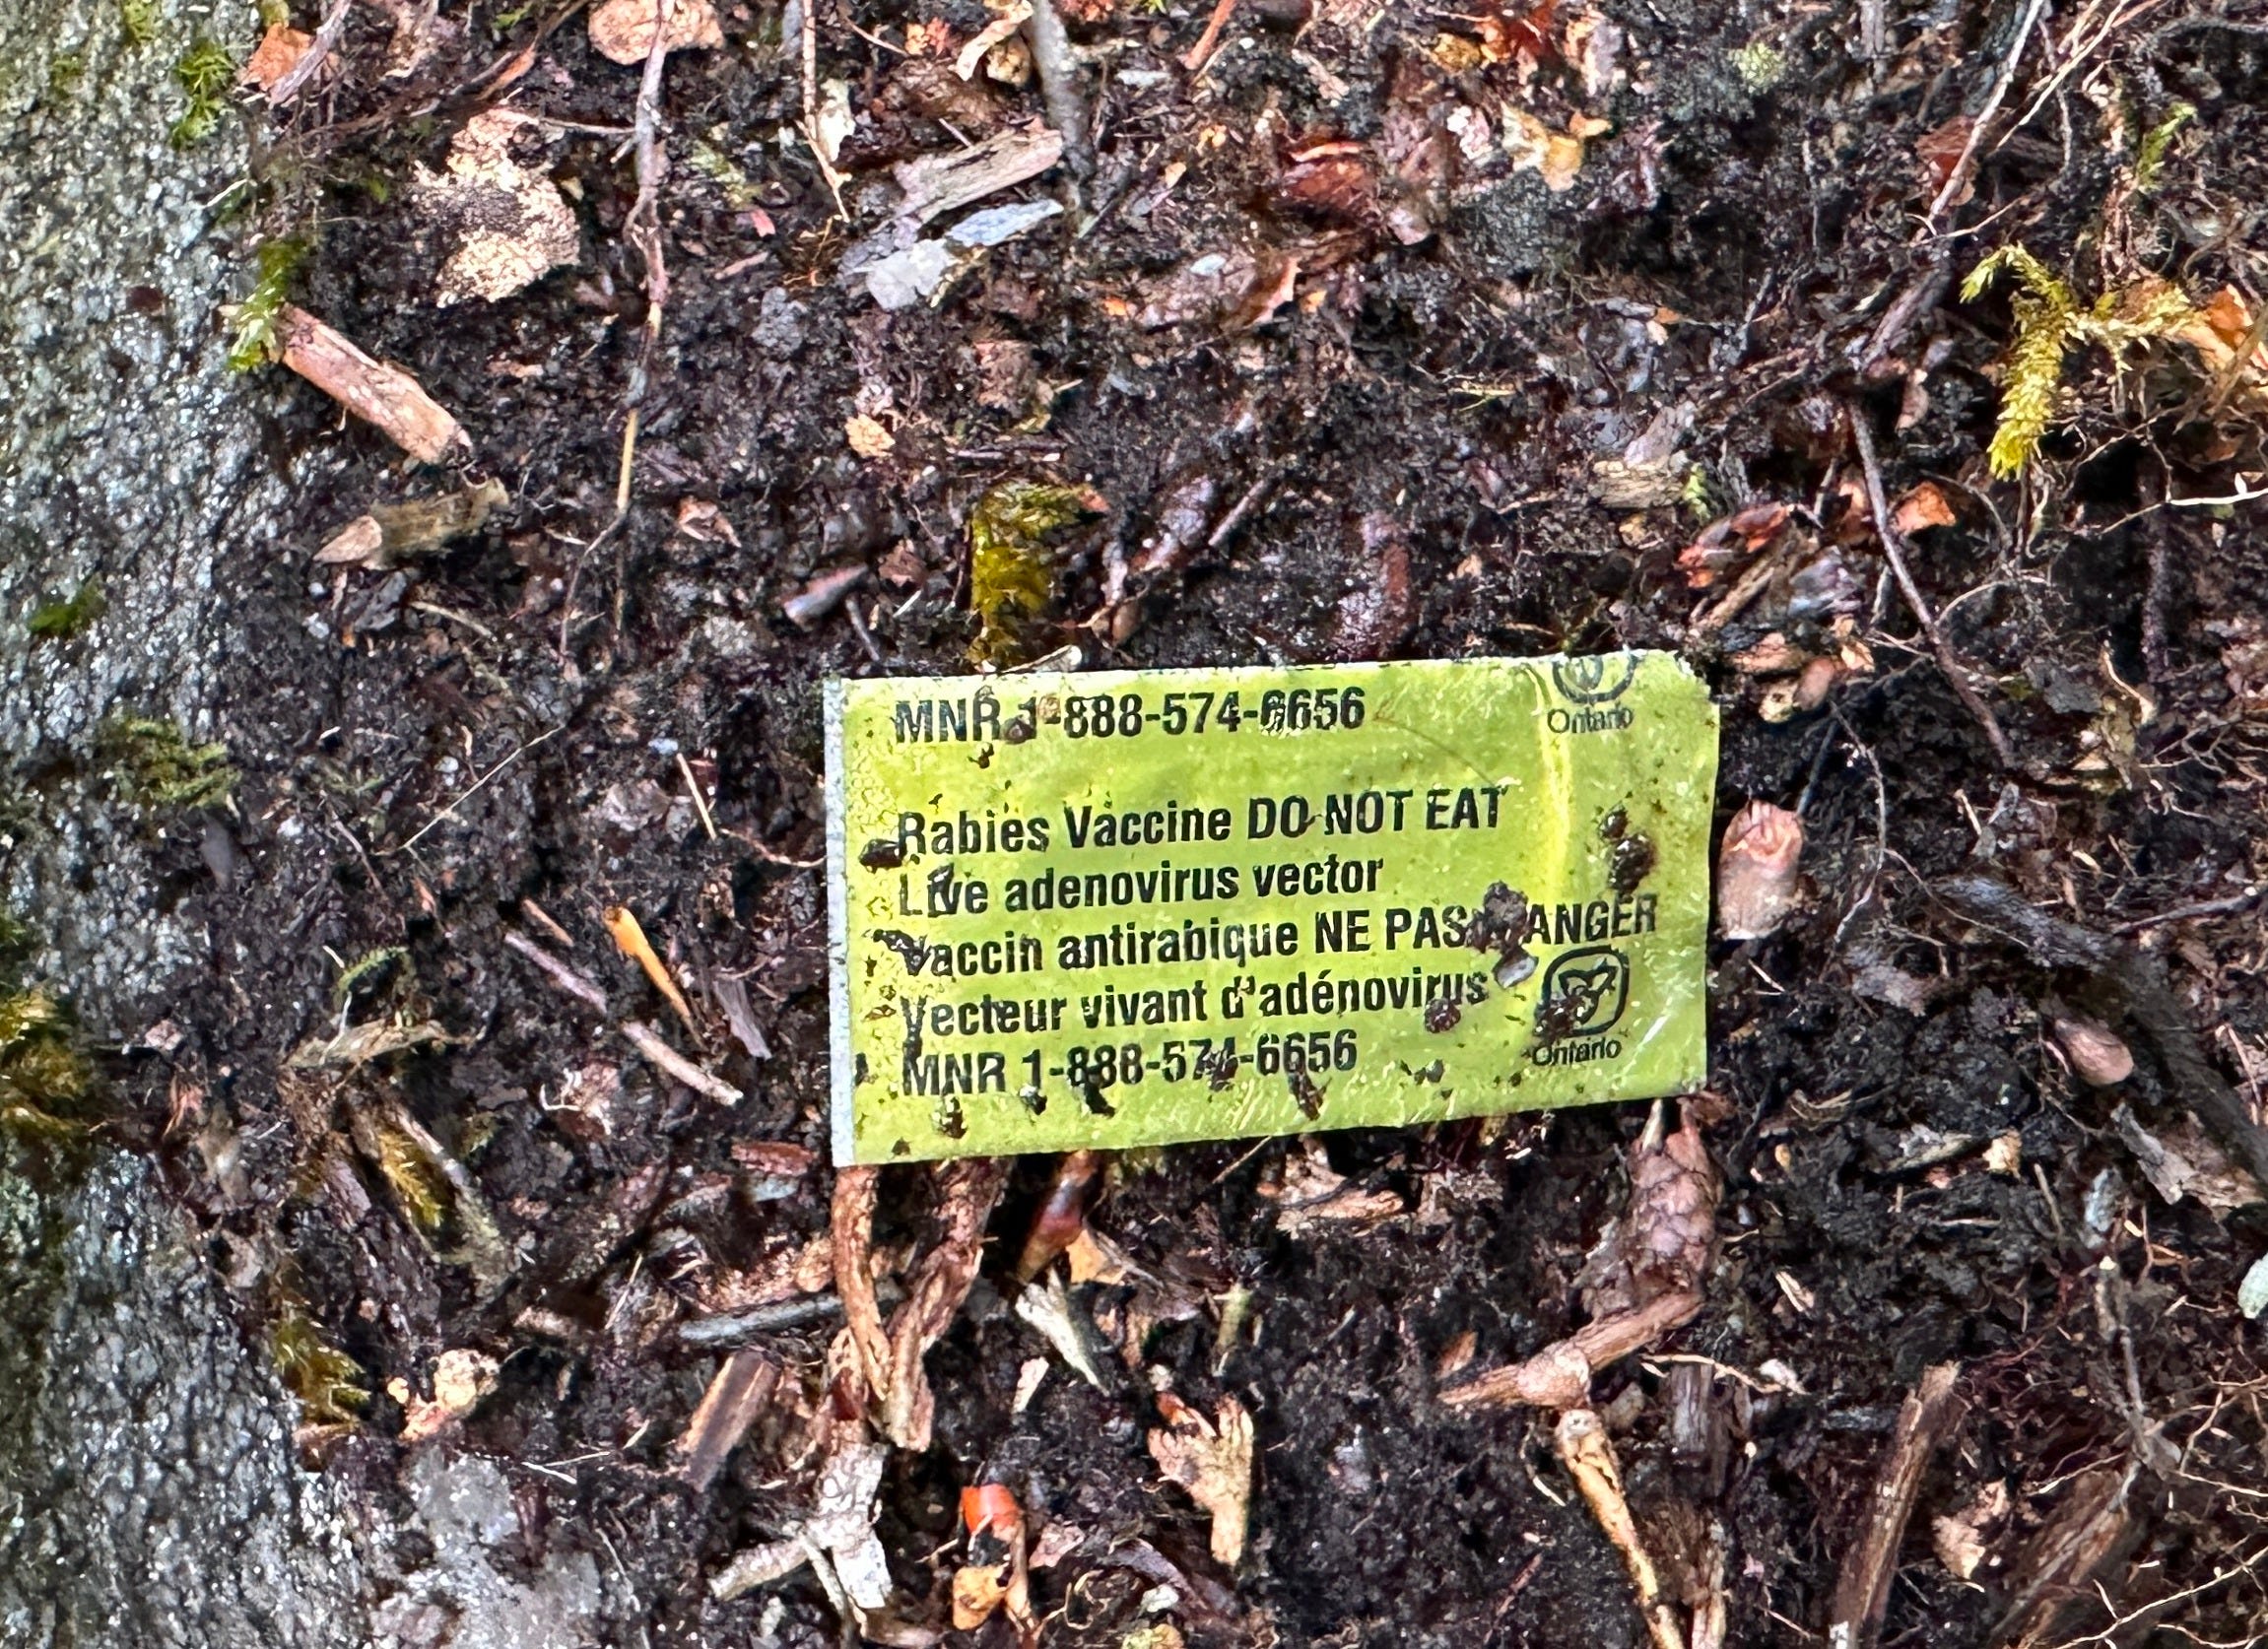 MNR 1-888-574-6656
Ontario
Rabies Vaccine DO NOT EAT
Live adenovirus vector
Vaccin antirabique NE PAS MANGER
Vecteur vivant d'adénovirus
MNR 1-888-574-6656
Ontario